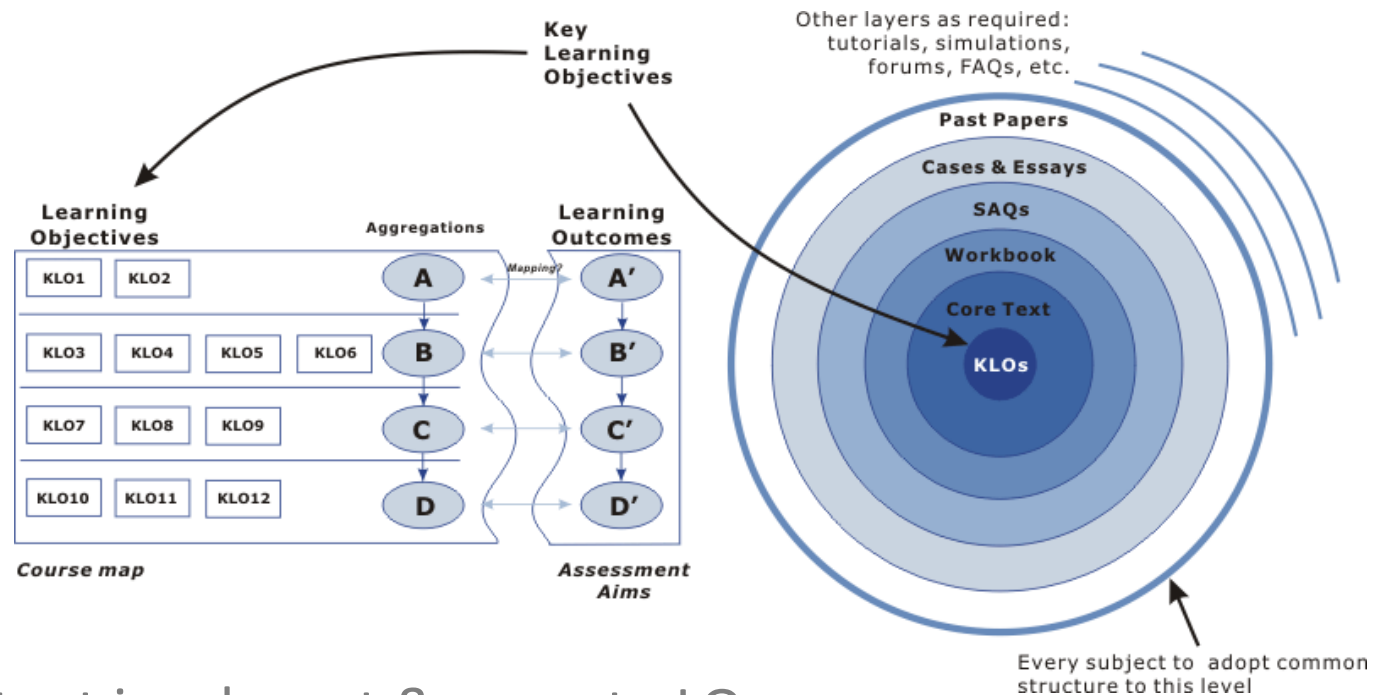 Key
Learning
Objectives
Other layers as required:
tutorials, simulations,
forums, FAQs, etc.
Learning
Objectives
Aggregations
Learning
Outcomes
KLO1 KLO2 A Mapping? A′
KLO3 KLO4 KLO5 KLO6 B B′
KLO7 KLO8 KLO9 C C′
KLO10 KLO11 KLO12 D D′
Course map
Assessment
Aims
Past Papers
Cases & Essays
SAQs
Workbook
Core Text
KLOs
Every subject to adopt common
structure to this level